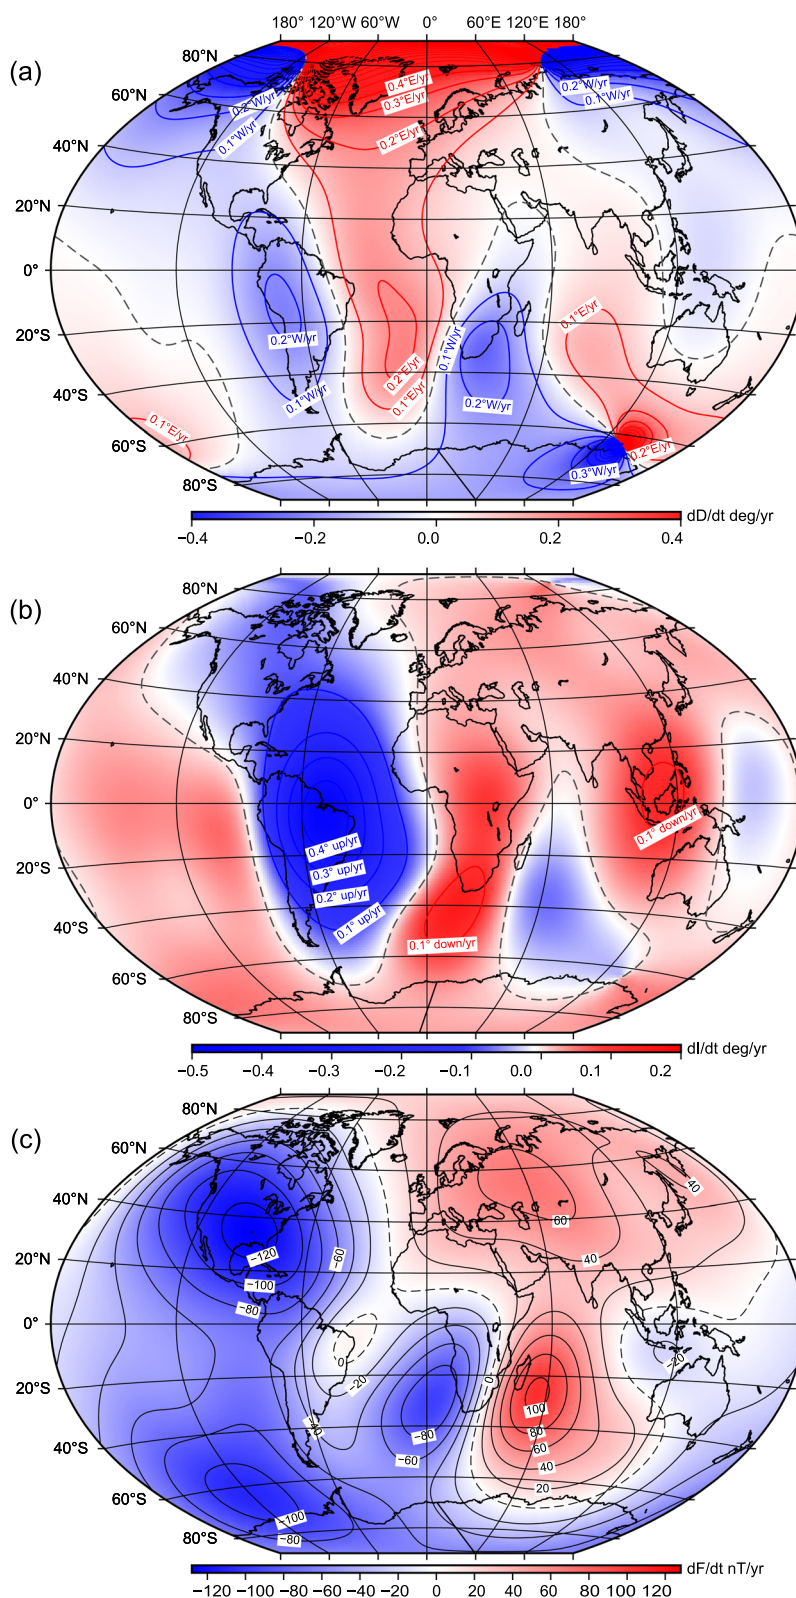 180° 120°W 60°W 0° 60°E 120°E 180°
(a)
80°N
60°N
40°N
20°N
0°
20°S
40°S
60°S
80°S
0.4°E/yr
0.3°E/yr
0.2°E/yr
0.2°W/yr
0.1°W/yr
0.2°W/yr
0.1°W/yr
0.2°W/yr
0.1°W/yr
0.2°E/yr
0.1°E/yr
0.1°W/yr
0.2°W/yr
0.1°E/yr
0.1°E/yr
0.2°E/yr
0.3°W/yr
dD/dt deg/yr
−0.4 −0.2 0.0 0.2 0.4
(b)
80°N
60°N
40°N
20°N
0°
20°S
40°S
60°S
80°S
0.4° up/yr
0.3° up/yr
0.2° up/yr
0.1° up/yr
0.1° down/yr
0.1° down/yr
dI/dt deg/yr
−0.5 −0.4 −0.3 −0.2 −0.1 0.0 0.1 0.2
(c)
80°N
60°N
40°N
20°N
0°
20°S
40°S
60°S
80°S
40
60
40
−60
−120
−100
−80
0
−20
−40
−80
−60
0
−20
100
80
60
40
20
−100
−80
dF/dt nT/yr
−120 −100 −80 −60 −40 −20 0 20 40 60 80 100 120